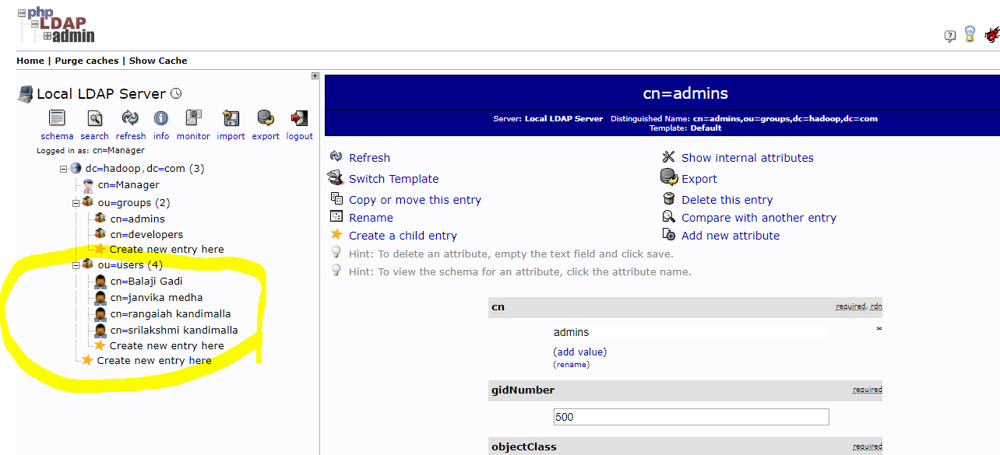 php
LDAP
admin
Home | Purge caches | Show Cache
Local LDAP Server
schema search refresh info monitor import export logout
Logged in as: cn=Manager
dc=hadoop,dc=com (3)
cn=Manager
ou=groups (2)
cn=admins
cn=developers
Create new entry here
ou=users (4)
cn=Balaji Gadi
cn=janvika medha
cn=rangaiah kandimalla
cn=srilakshmi kandimalla
Create new entry here
Create new entry here
cn=admins
Server: Local LDAP Server Distinguished Name: cn=admins,ou=groups,dc=hadoop,dc=com
Template: Default
Refresh
Switch Template
Copy or move this entry
Rename
Create a child entry
Show internal attributes
Export
Delete this entry
Compare with another entry
Add new attribute
Hint: To delete an attribute, empty the text field and click save.
Hint: To view the schema for an attribute, click the attribute name.
cn required, rdn
admins *
(add value)
(rename)
gidNumber required
500
objectClass required